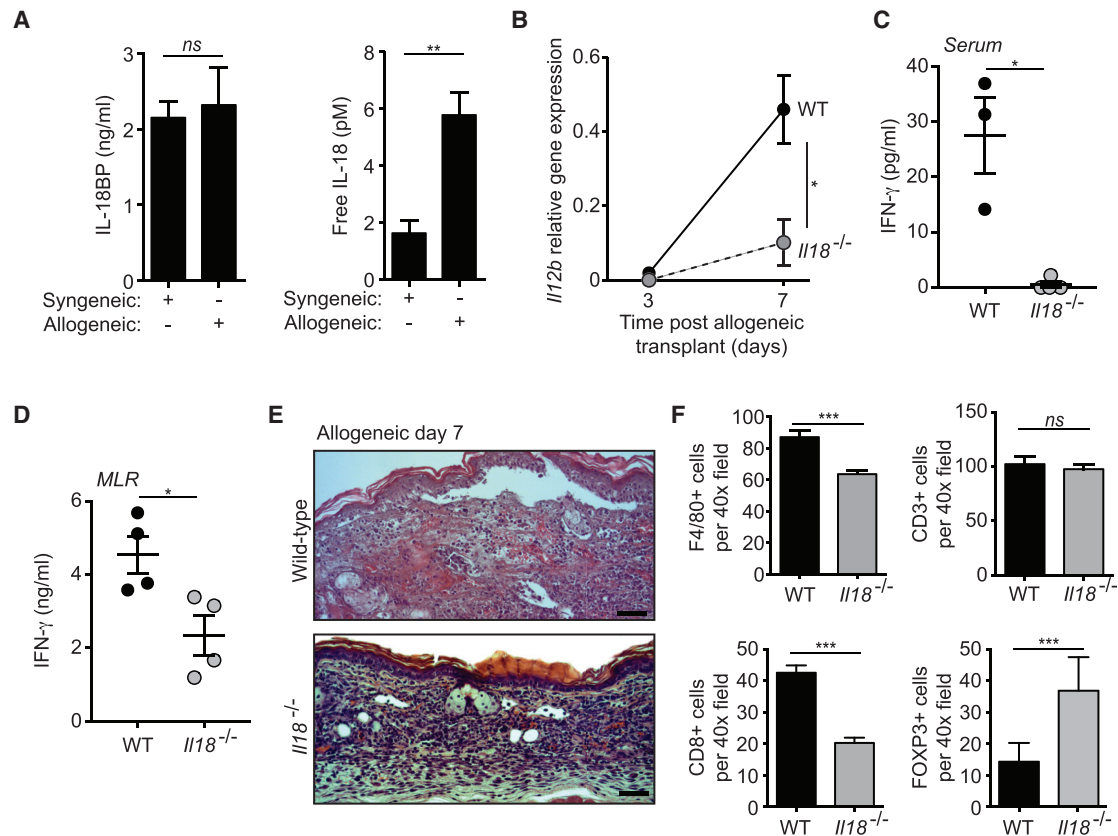 A
ns
IL-18BP (ng/ml)
3
2
1
0
Syngeneic: + -
Allogeneic: - +
**
Free IL-18 (pM)
8
6
4
2
0
Syngeneic: + -
Allogeneic: - +
B
Il12b relative gene expression
0.6
0.4
0.2
0
WT
*
Il18-/-
3 7
Time post allogeneic
transplant (days)
C
Serum
*
IFN-γ (pg/ml)
40
30
20
10
0
WT Il18-/-
D
MLR
*
IFN-γ (ng/ml)
6
4
2
0
WT Il18-/-
E
Allogeneic day 7
Wild-type
Il18-/-
F
***
F4/80+ cells
per 40x field
100
80
60
40
20
0
WT Il18-/-
ns
CD3+ cells
per 40x field
150
100
50
0
WT Il18-/-
***
CD8+ cells
per 40x field
50
40
30
20
10
0
WT Il18-/-
***
FOXP3+ cells
per 40x field
50
40
30
20
10
0
WT Il18-/-